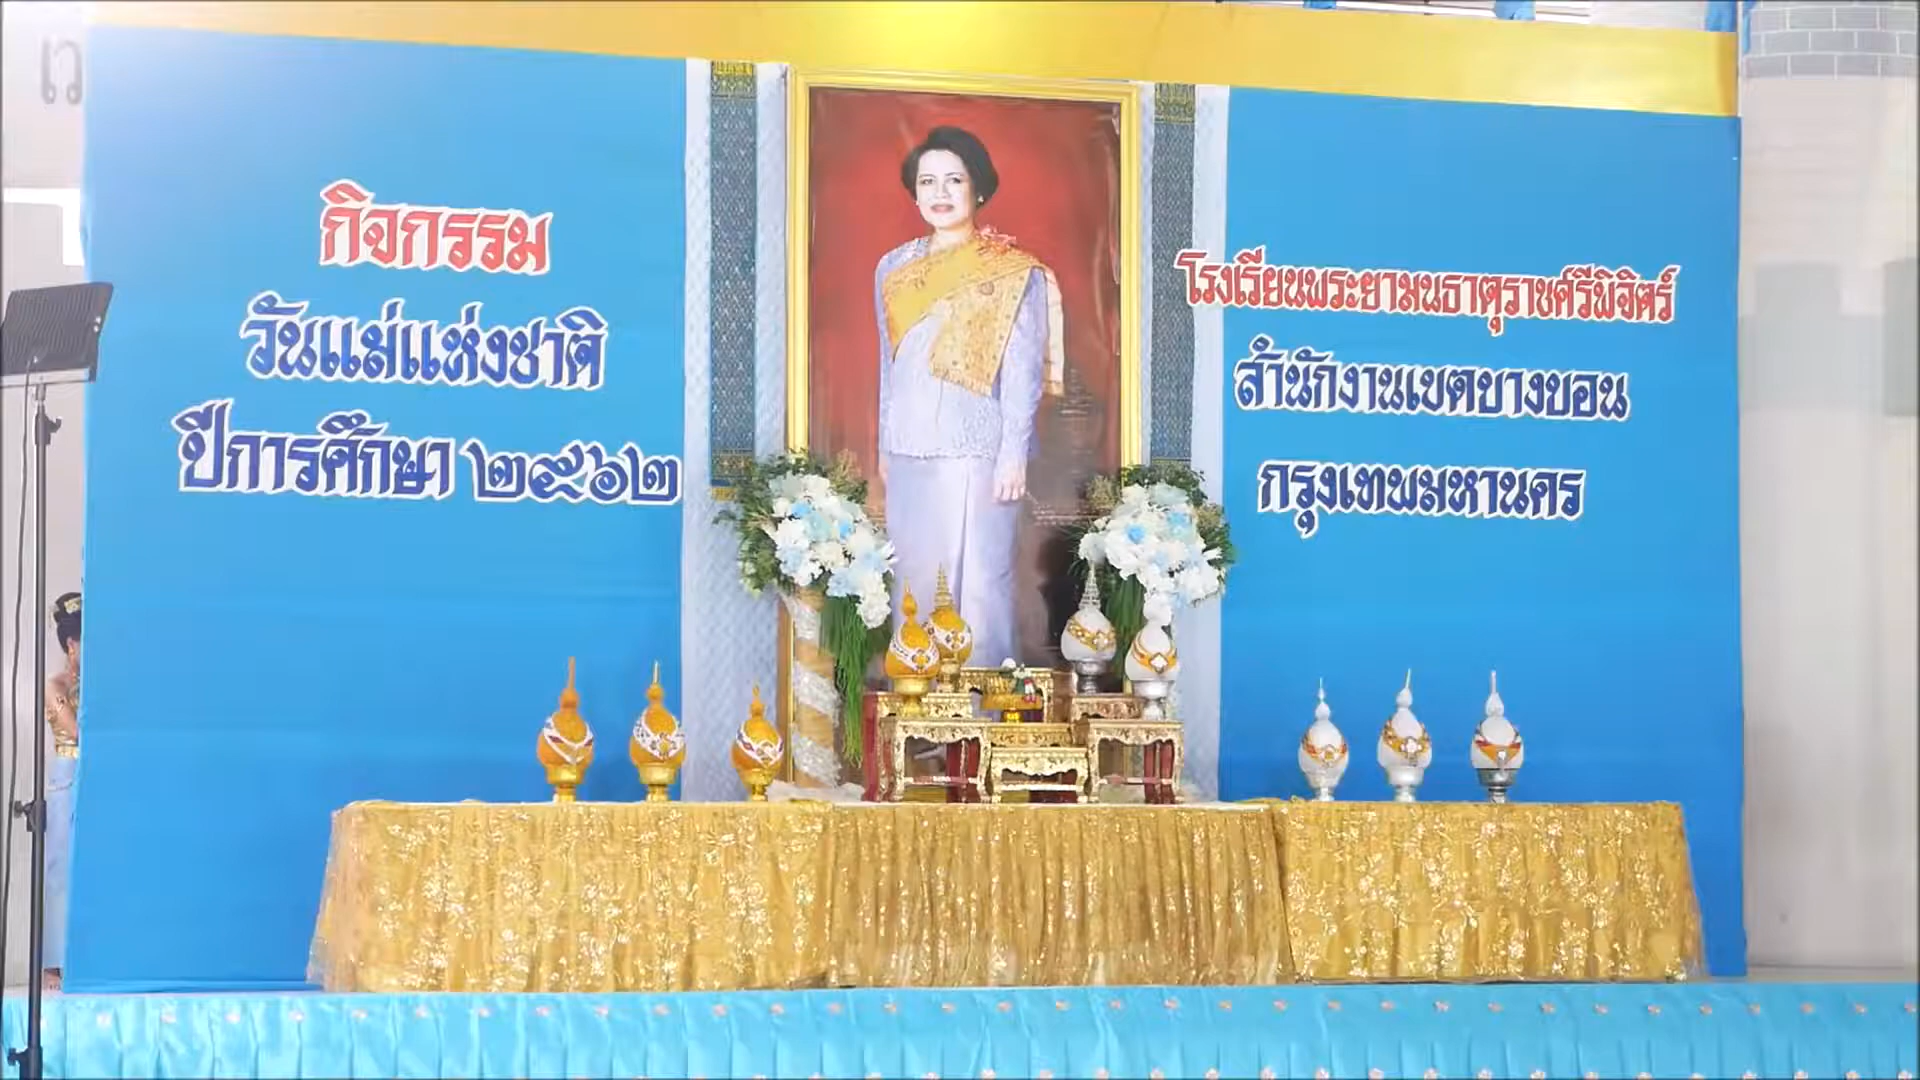 กิจกรรม
วันแม่แห่งชาติ
ปีการศึกษา ๒๕๖๒
โรงเรียนพระยามนธาตุราชศรีพิจิตร์
สำนักงานเขตบางบอน
กรุงเทพมหานคร